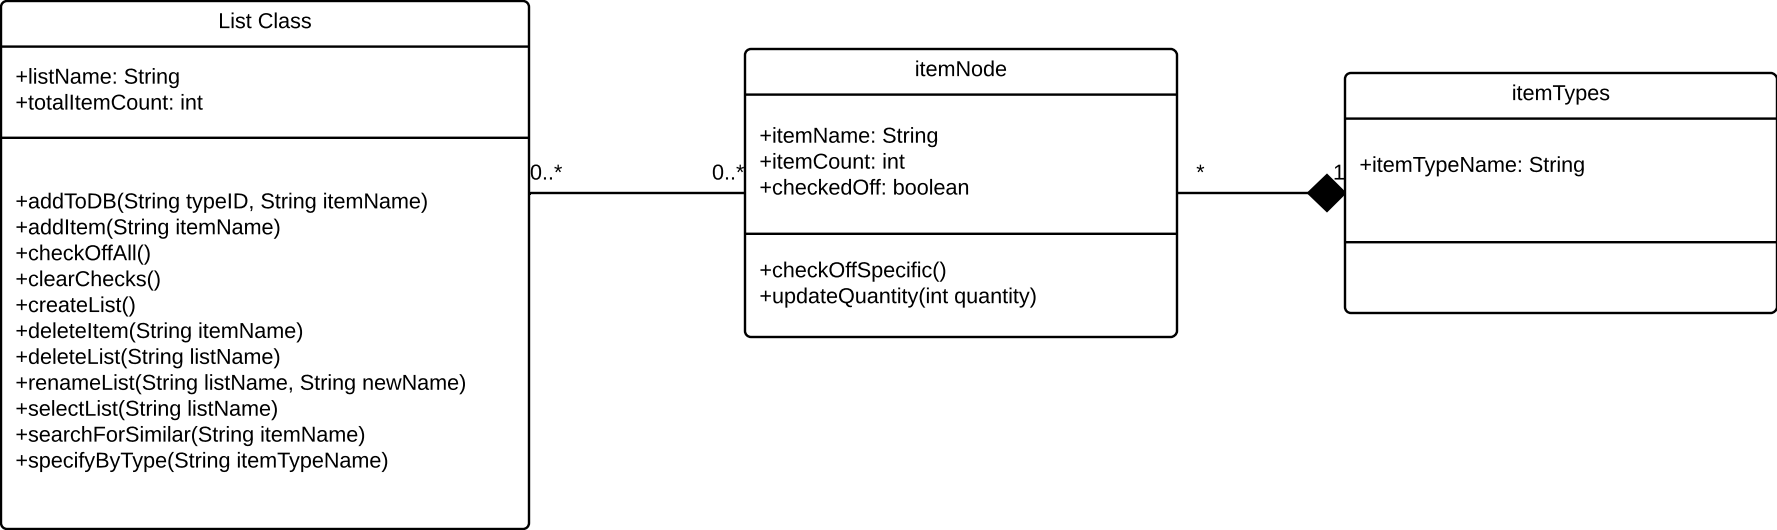 List Class
+listName: String
+totalItemCount: int
+addToDB(String typeID, String itemName)
+addItem(String itemName)
+checkOffAll()
+clearChecks()
+createList()
+deleteItem(String itemName)
+deleteList(String listName)
+renameList(String listName, String newName)
+selectList(String listName)
+searchForSimilar(String itemName)
+specifyByType(String itemTypeName)
0..*
0..*
itemNode
+itemName: String
+itemCount: int
+checkedOff: boolean
+checkOffSpecific()
+updateQuantity(int quantity)
*
1
itemTypes
+itemTypeName: String